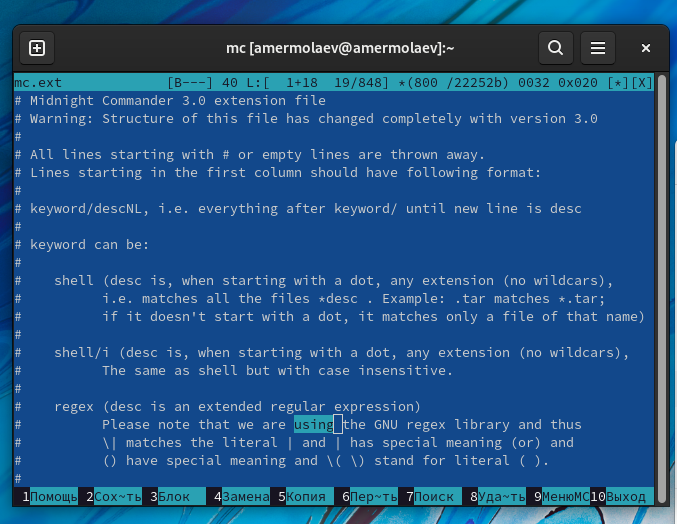 mc [amermolaev@amermolaev]:~
mc.ext [B---] 40 L:[ 1+18 19/848] *(800 /22252b) 0032 0x020 [*][X]
# Midnight Commander 3.0 extension file
# Warning: Structure of this file has changed completely with version 3.0
#
# All lines starting with # or empty lines are thrown away.
# Lines starting in the first column should have following format:
#
# keyword/descNL, i.e. everything after keyword/ until new line is desc
#
# keyword can be:
#
# shell (desc is, when starting with a dot, any extension (no wildcars),
# i.e. matches all the files *desc . Example: .tar matches *.tar;
# if it doesn't start with a dot, it matches only a file of that name)
#
# shell/i (desc is, when starting with a dot, any extension (no wildcars),
# The same as shell but with case insensitive.
#
# regex (desc is an extended regular expression)
# Please note that we are using the GNU regex library and thus
# \| matches the literal | and | has special meaning (or) and
# () have special meaning and \( \) stand for literal ( ).
#
1Помощь 2Сох~ть 3Блок 4Замена 5Копия 6Пер~ть 7Поиск 8Уда~ть 9МенюMC 10Выход